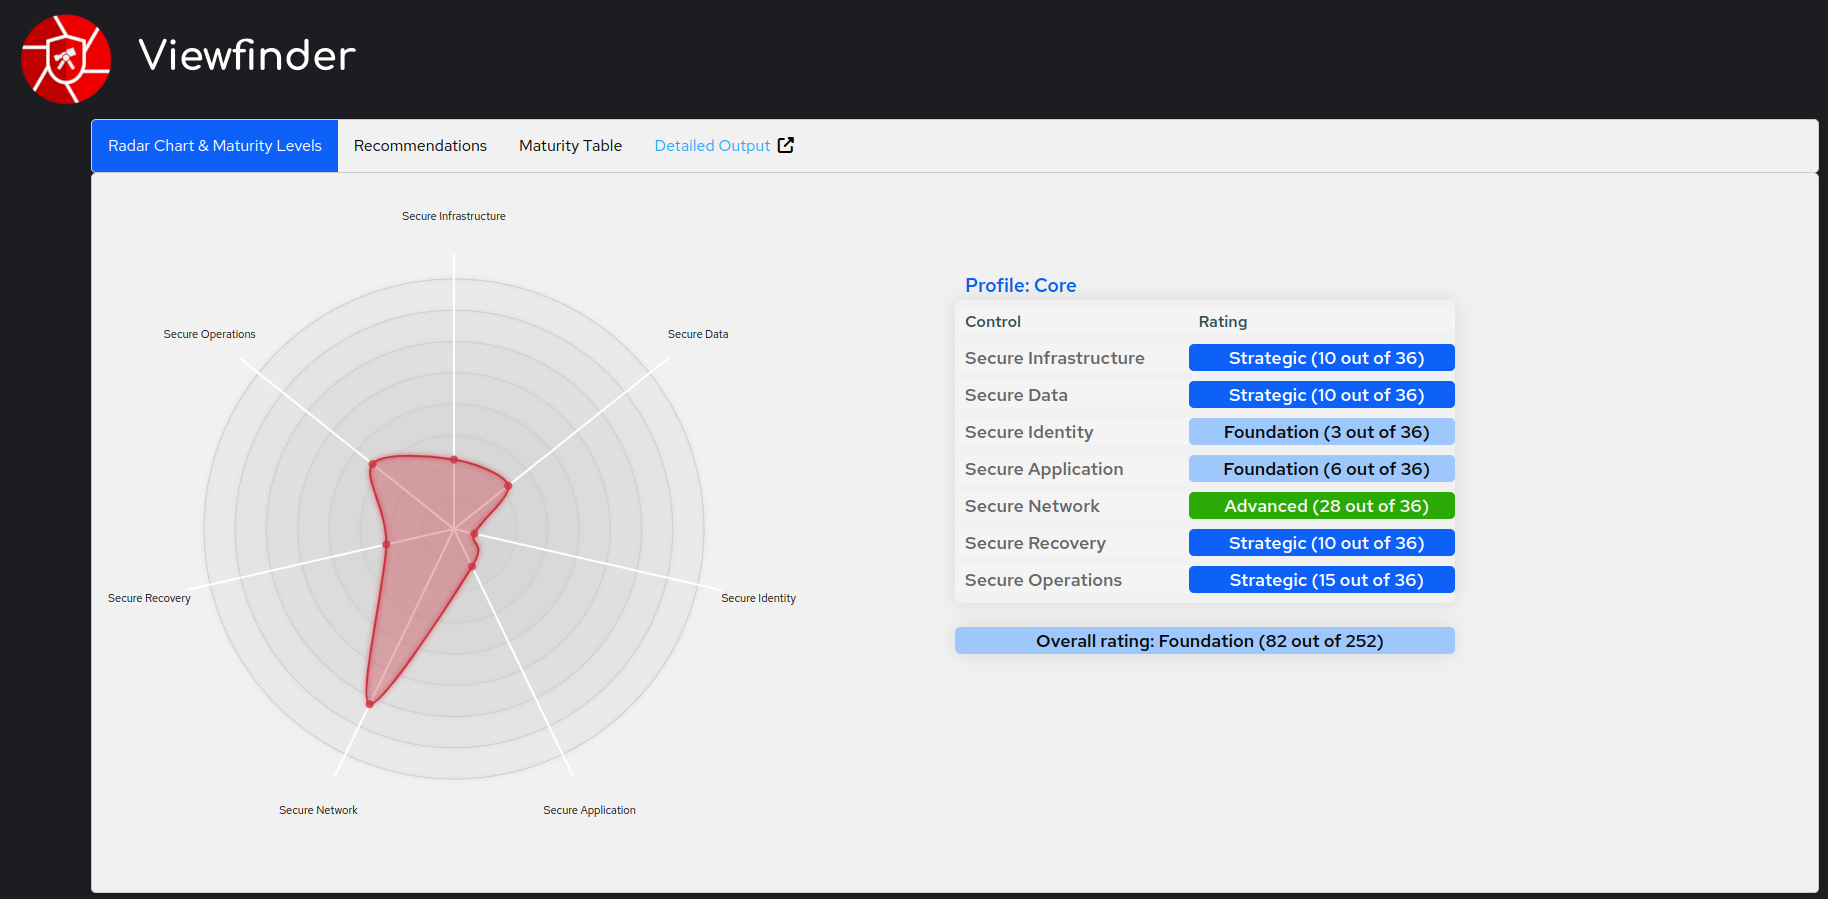 Viewfinder
Radar Chart & Maturity Levels
Recommendations
Maturity Table
Detailed Output
Secure Infrastructure
Secure Operations
Secure Data
Secure Recovery
Secure Identity
Secure Network
Secure Application
Profile: Core
Control Rating
Secure Infrastructure Strategic (10 out of 36)
Secure Data Strategic (10 out of 36)
Secure Identity Foundation (3 out of 36)
Secure Application Foundation (6 out of 36)
Secure Network Advanced (28 out of 36)
Secure Recovery Strategic (10 out of 36)
Secure Operations Strategic (15 out of 36)
Overall rating: Foundation (82 out of 252)